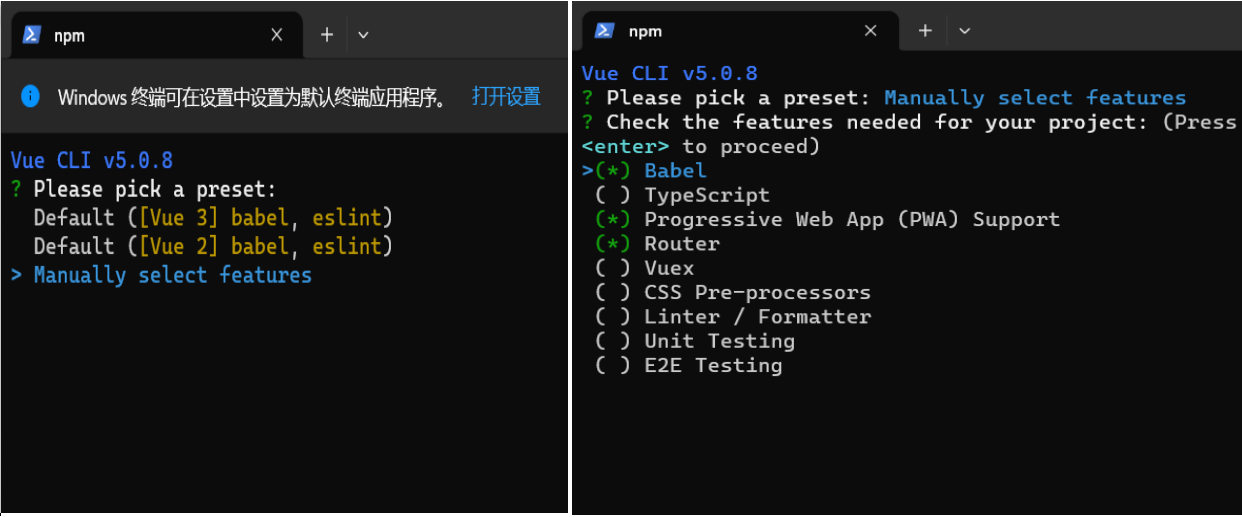 npm
Windows 终端可在设置中设置为默认终端应用程序。 打开设置
Vue CLI v5.0.8
? Please pick a preset:
Default ([Vue 3] babel, eslint)
Default ([Vue 2] babel, eslint)
> Manually select features
npm
Vue CLI v5.0.8
? Please pick a preset: Manually select features
? Check the features needed for your project: (Press
<enter> to proceed)
>(*) Babel
( ) TypeScript
(*) Progressive Web App (PWA) Support
(*) Router
( ) Vuex
( ) CSS Pre-processors
( ) Linter / Formatter
( ) Unit Testing
( ) E2E Testing